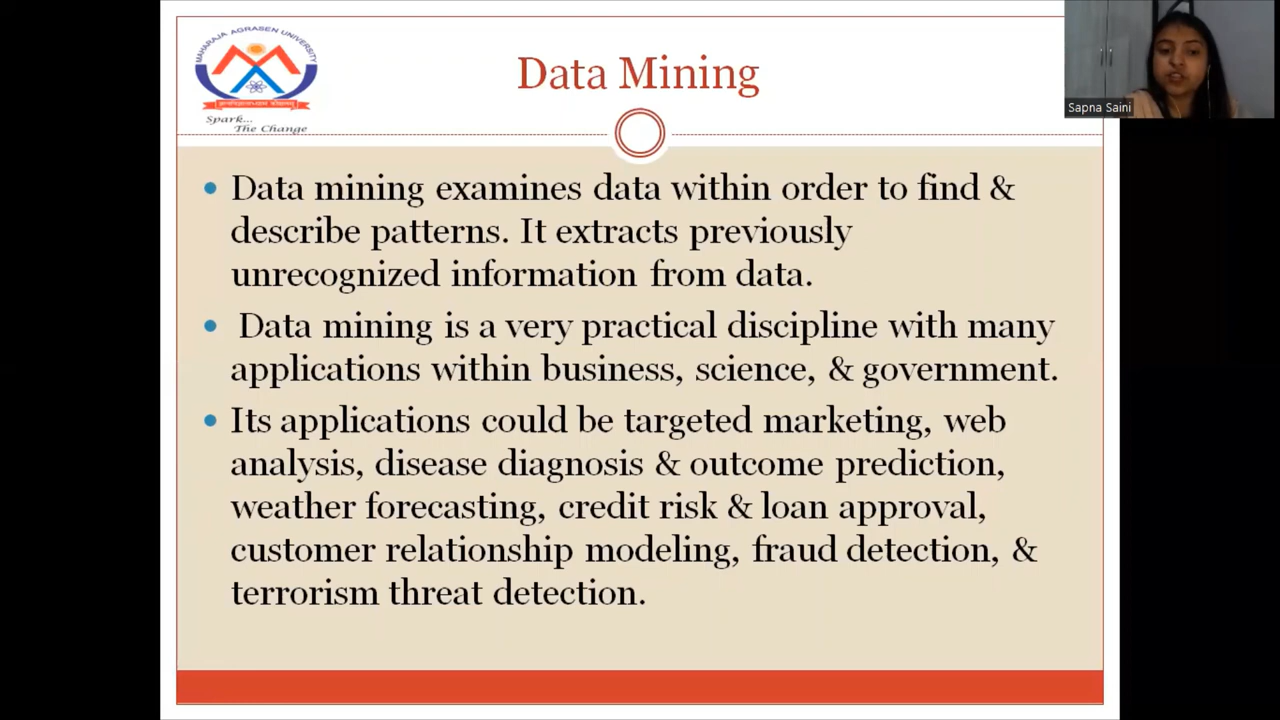 MAHARAJA AGRASEN UNIVERSITY
Spark...
The Change
Data Mining
Sapna Saini
• Data mining examines data within order to find &
describe patterns. It extracts previously
unrecognized information from data.
• Data mining is a very practical discipline with many
applications within business, science, & government.
• Its applications could be targeted marketing, web
analysis, disease diagnosis & outcome prediction,
weather forecasting, credit risk & loan approval,
customer relationship modeling, fraud detection, &
terrorism threat detection.